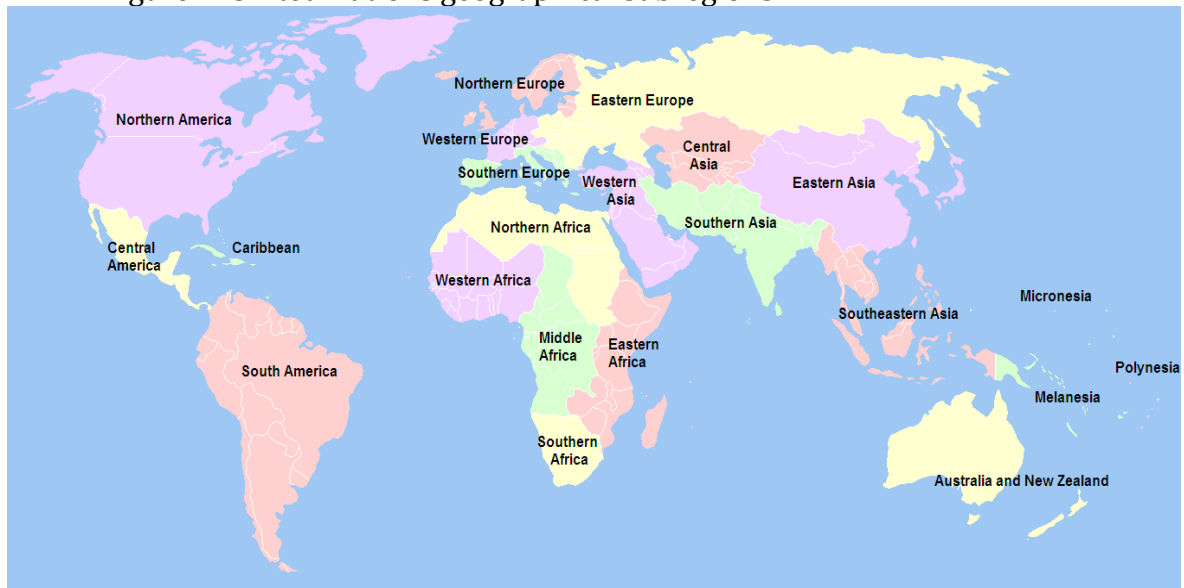 Northern Europe
Eastern Europe
Northern America
Western Europe
Central
Asia
Southern Europe
Western
Asia
Eastern Asia
Northern Africa
Southern Asia
Central
America
Caribbean
Western Africa
Micronesia
Southeastern Asia
Middle
Africa
Eastern
Africa
South America
Polynesia
Melanesia
Southern
Africa
Australia and New Zealand